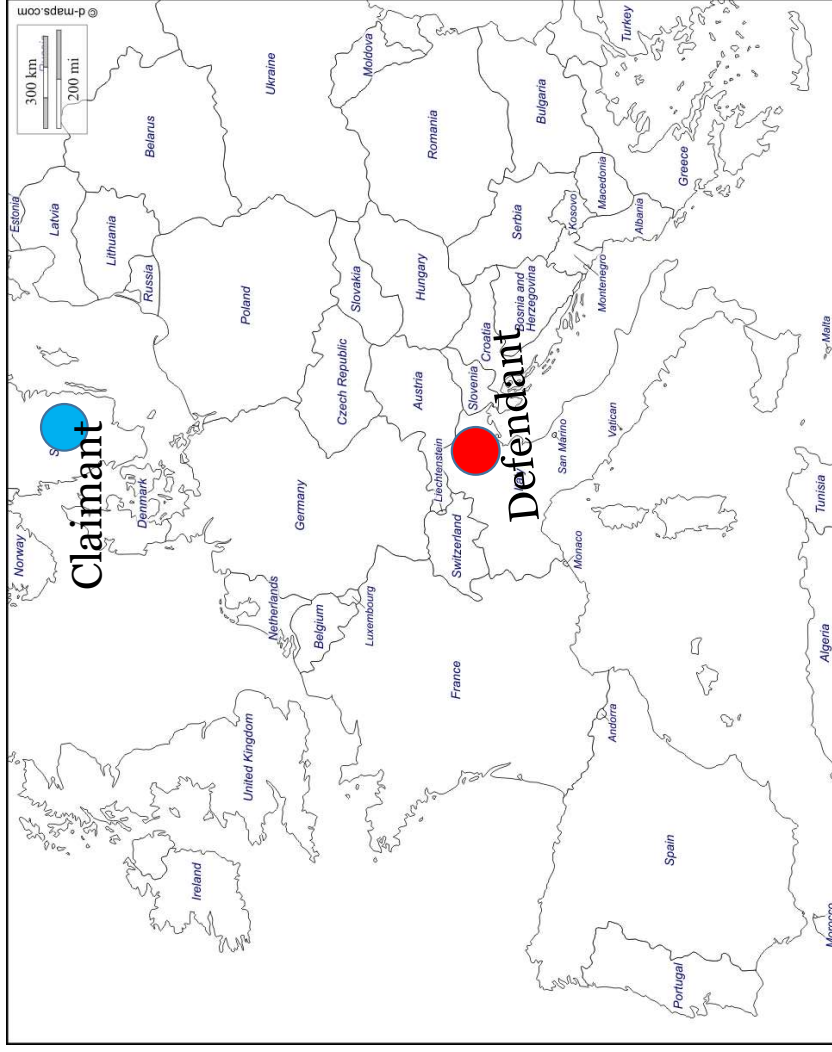 © d-maps.com
300 km
200 mi
Norway
Estonia
Latvia
Claimant
Denmark
Lithuania
Russia
Belarus
Ireland
United Kingdom
Netherlands
Germany
Poland
Ukraine
Belgium
Luxembourg
Czech Republic
Slovakia
Moldova
France
Switzerland
Liechtenstein
Austria
Hungary
Romania
Slovenia
Croatia
Defendant
Bosnia and
Herzegovina
Serbia
Bulgaria
Monaco
San Marino
Kosovo
Montenegro
Macedonia
Andorra
Vatican
Albania
Turkey
Greece
Portugal
Spain
Morocco
Algeria
Tunisia
Malta